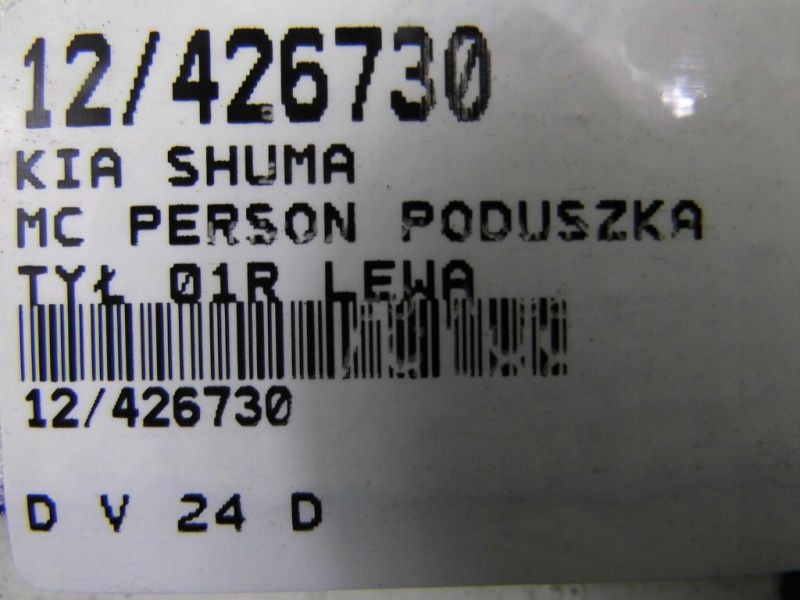 12/426730
KIA SHUMA
MC PERSON PODUSZKA
TYŁ 01R LEWA
12/426730
D V 24 D